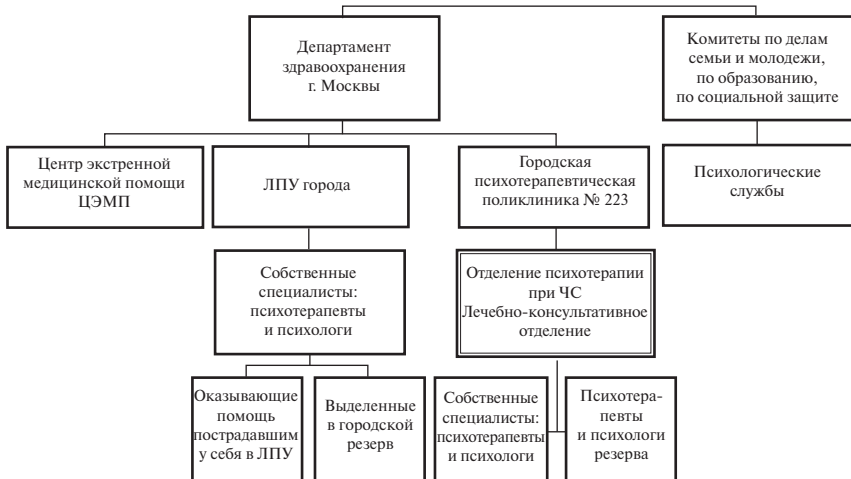 Департамент
здравоохранения
г. Москвы
Комитеты по делам
семьи и молодежи,
по образованию,
по социальной защите
Центр экстренной
медицинской помощи
ЦЭМП
ЛПУ города
Городская
психотерапевтическая
поликлиника № 223
Психологические
службы
Собственные
специалисты:
психотерапевты
и психологи
Отделение психотерапии
при ЧС
Лечебно-консультативное
отделение
Оказывающие
помощь
пострадавшим
у себя в ЛПУ
Выделенные
в городской
резерв
Собственные
специалисты:
психотерапевты
и психологи
Психотера-
певты
и психологи
резерва